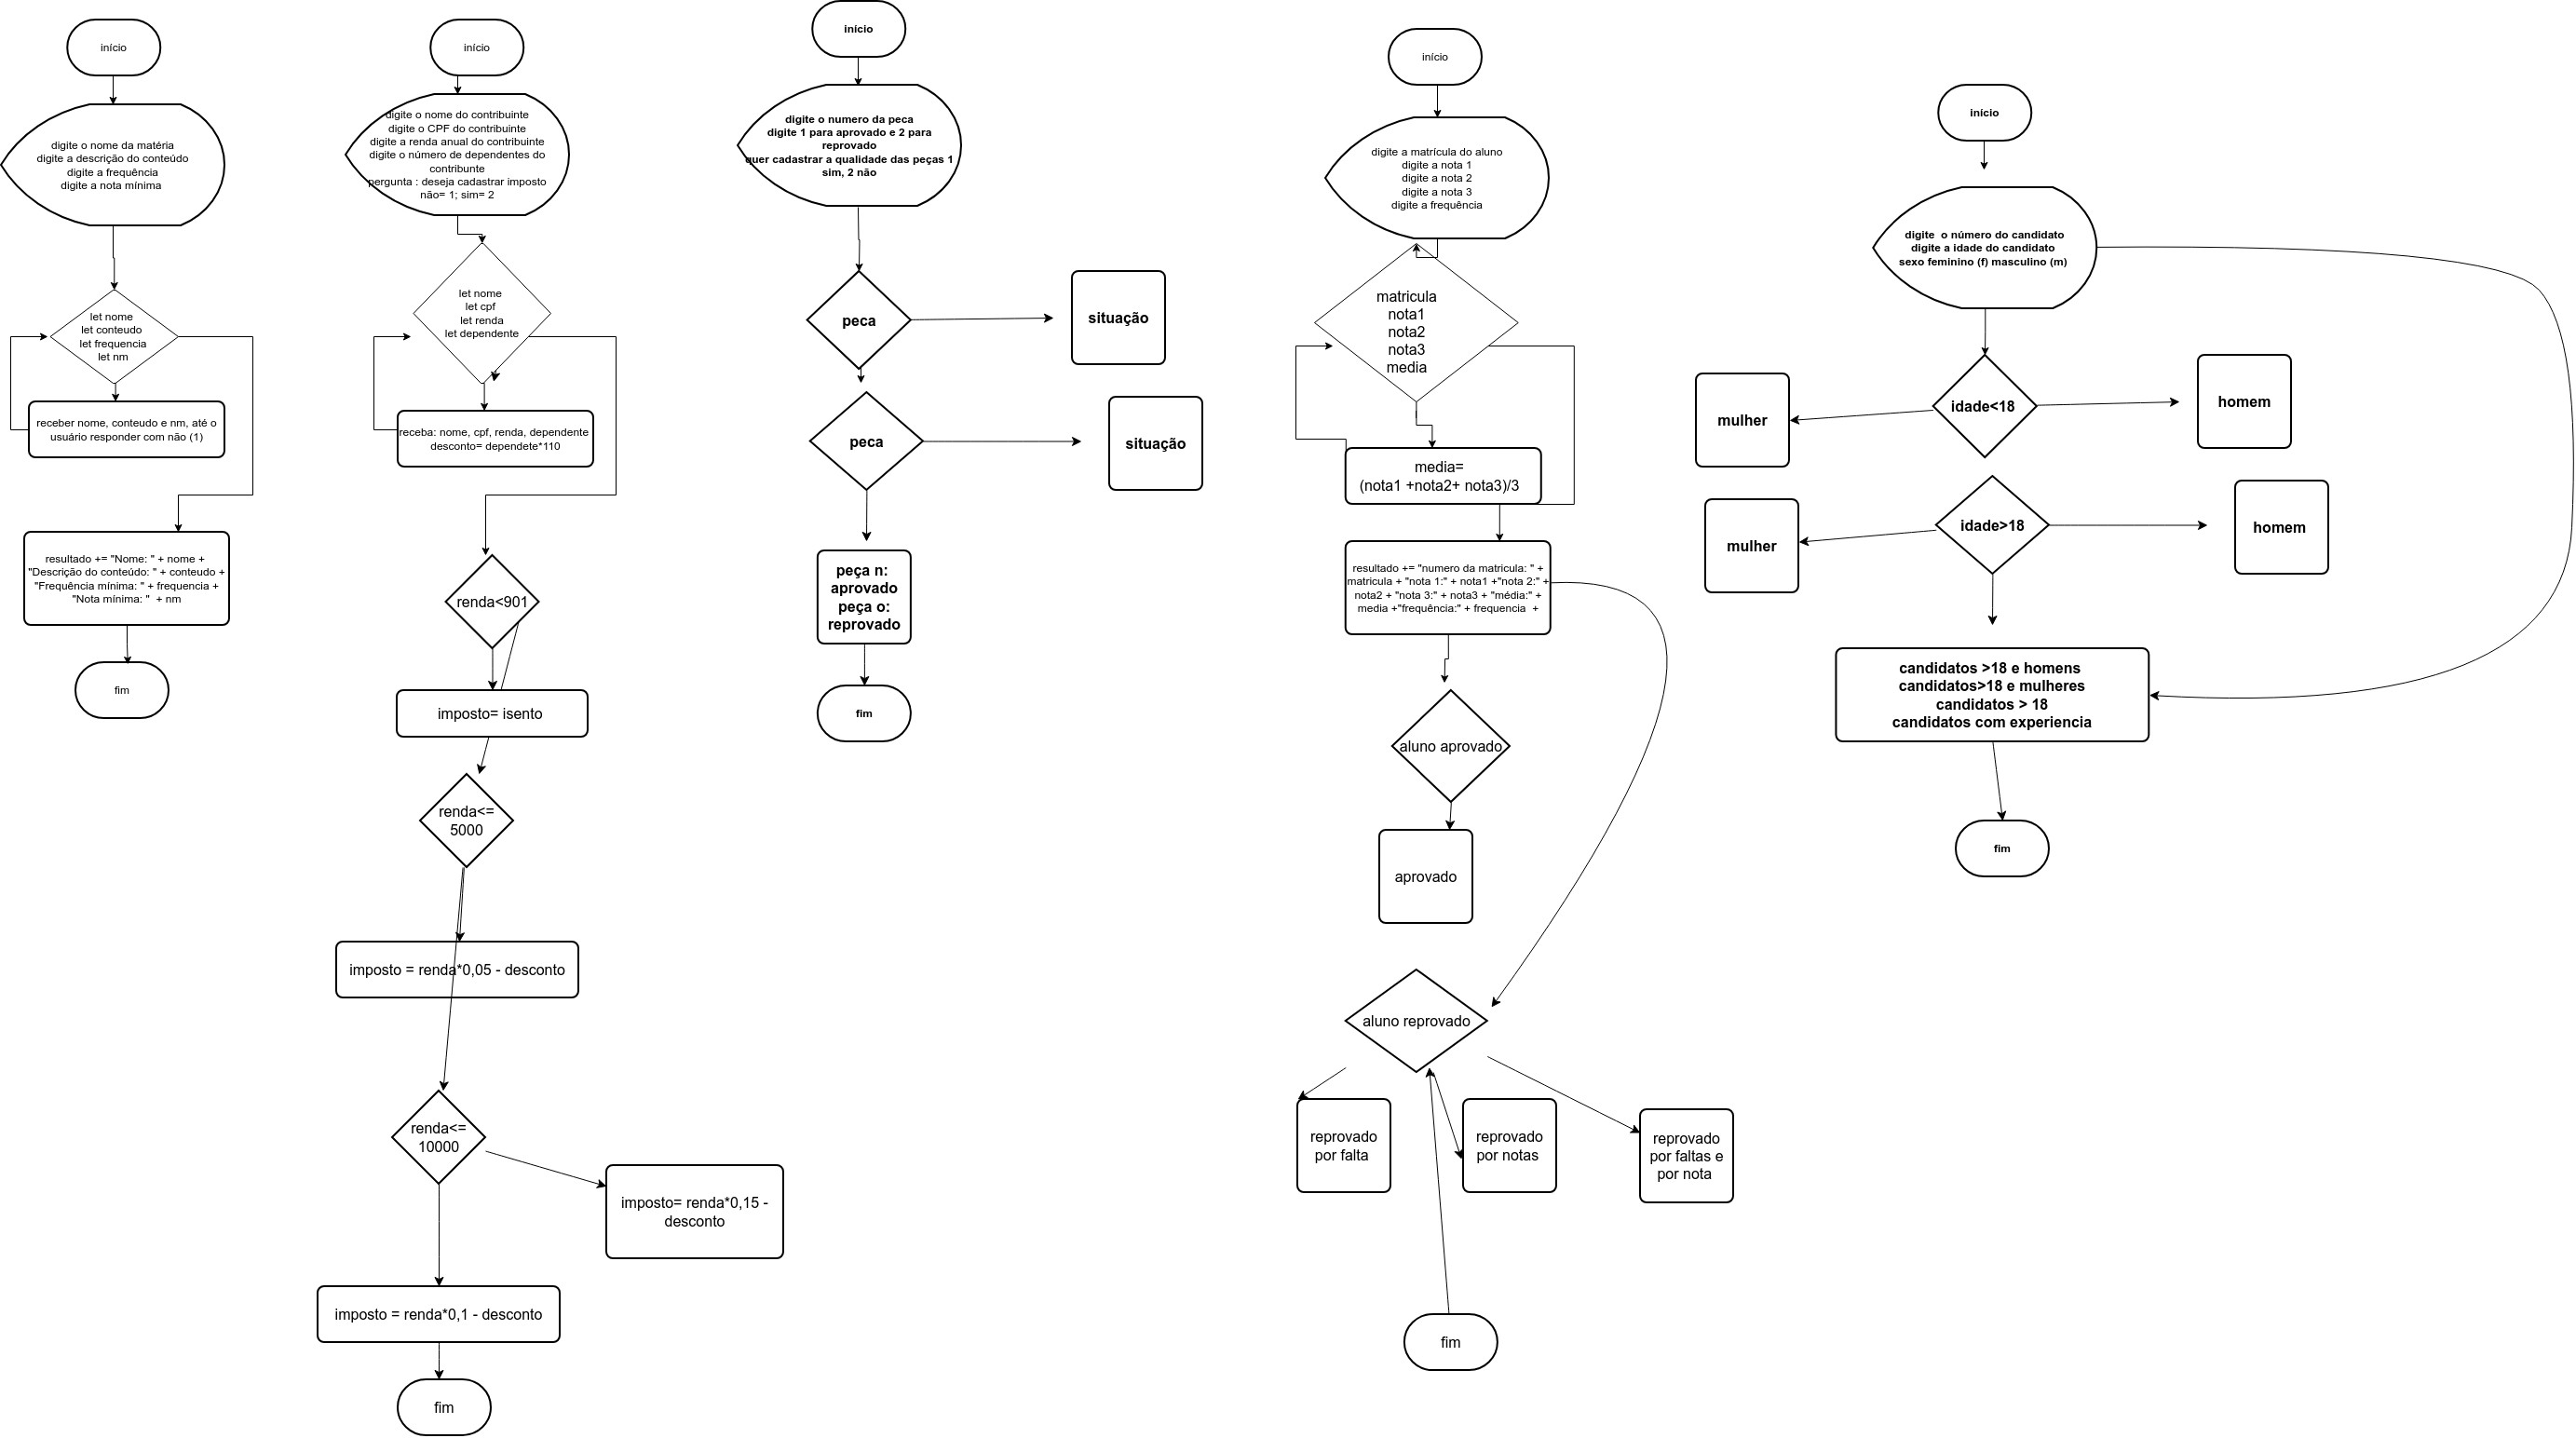 início
digite o nome da matéria
digite a descrição do conteúdo
digite a frequência
digite a nota mínima
let nome
let conteudo
let frequencia
let nm
receber nome, conteudo e nm, até o
usuário responder com não (1)
resultado += "Nome: " + nome +
"Descrição do conteúdo: " + conteudo +
"Frequência mínima: " + frequencia +
"Nota mínima: " + nm
fim
início
digite o nome do contribuinte
digite o CPF do contribuinte
digite a renda anual do contribuinte
digite o número de dependentes do
contribunte
pergunta : deseja cadastrar imposto
não= 1; sim= 2
let nome
let cpf
let renda
let dependente
receba: nome, cpf, renda, dependente
desconto= dependete*110
renda<901
imposto= isento
renda<=
5000
imposto = renda*0,05 - desconto
renda<=
10000
imposto= renda*0,15 -
desconto
imposto = renda*0,1 - desconto
fim
início
digite o numero da peca
digite 1 para aprovado e 2 para
reprovado
quer cadastrar a qualidade das peças 1
sim, 2 não
peca
situação
peca
situação
peça n:
aprovado
peça o:
reprovado
fim
início
digite a matrícula do aluno
digite a nota 1
digite a nota 2
digite a nota 3
digite a frequência
matricula
nota1
nota2
nota3
media
media=
(nota1 +nota2+ nota3)/3
resultado += "numero da matricula: " +
matricula + "nota 1:" + nota1 +"nota 2:" +
nota2 + "nota 3:" + nota3 + "média:" +
media +"frequência:" + frequencia +
aluno aprovado
aprovado
aluno reprovado
reprovado
por falta
reprovado
por notas
reprovado
por faltas e
por nota
fim
início
digite o número do candidato
digite a idade do candidato
sexo feminino (f) masculino (m)
mulher
idade<18
homem
mulher
idade>18
homem
candidatos >18 e homens
candidatos>18 e mulheres
candidatos > 18
candidatos com experiencia
fim